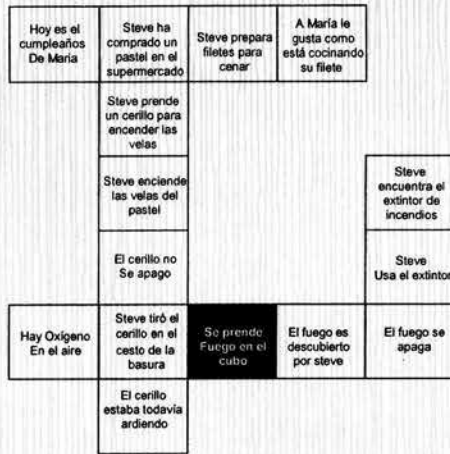 Hoy es el
cumpleaños
De Maria
Steve ha
comprado un
pastel en el
supermercado
Steve prepara
filetes para
cenar
A María le
gusta como
está cocinando
su filete
Steve prende
un cerillo para
encender las
velas
Steve enciende
las velas del
pastel
Steve
encuentra el
extintor de
incendios
El cerillo no
Se apago
Steve
Usa el extintor
Hay Oxígeno
En el aire
Steve tiró el
cerillo en el
cesto de la
basura
Se prende
Fuego en el
cubo
El fuego es
descubierto
por steve
El fuego se
apaga
El cerillo
estaba todavía
ardiendo